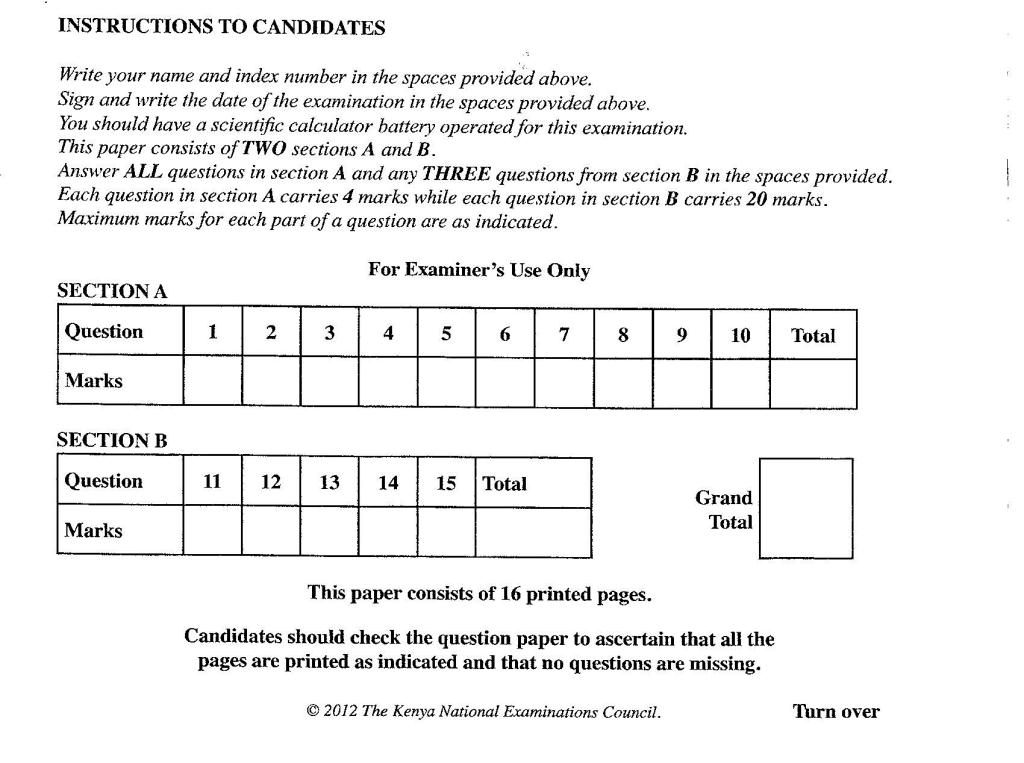 INSTRUCTIONS TO CANDIDATES
Write your name and index number in the spaces provided above.
Sign and write the date of the examination in the spaces provided above.
You should have a scientific calculator battery operated for this examination.
This paper consists of TWO sections A and B.
Answer ALL questions in section A and any THREE questions from section B in the spaces provided.
Each question in section A carries 4 marks while each question in section B carries 20 marks.
Maximum marks for each part of a question are as indicated.
For Examiner's Use Only
SECTION A
Question 1 2 3 4 5 6 7 8 9 10 Total
Marks
SECTION B
Question 11 12 13 14 15 Total
Marks
Grand
Total
This paper consists of 16 printed pages.
Candidates should check the question paper to ascertain that all the
pages are printed as indicated and that no questions are missing.
© 2012 The Kenya National Examinations Council.
Turn over